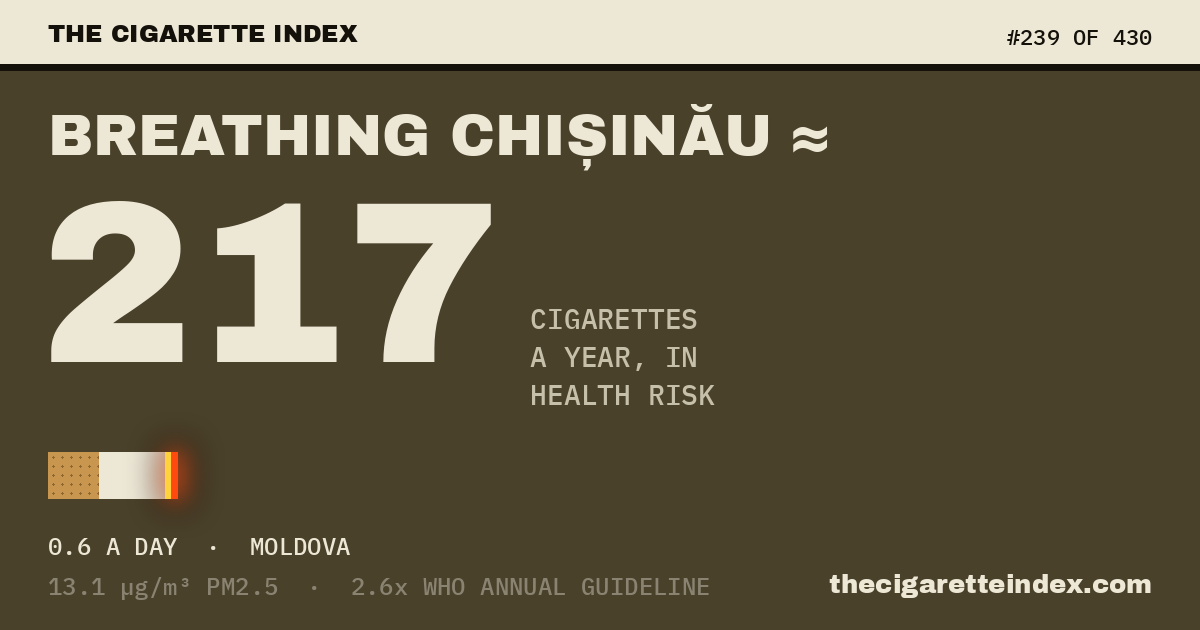 THE CIGARETTE INDEX
#239 OF 430
BREATHING CHIȘINĂU ≈
217
CIGARETTES
A YEAR, IN
HEALTH RISK
0.6 A DAY · MOLDOVA
13.1 µg/m³ PM2.5 · 2.6x WHO ANNUAL GUIDELINE
thecigaretteindex.com